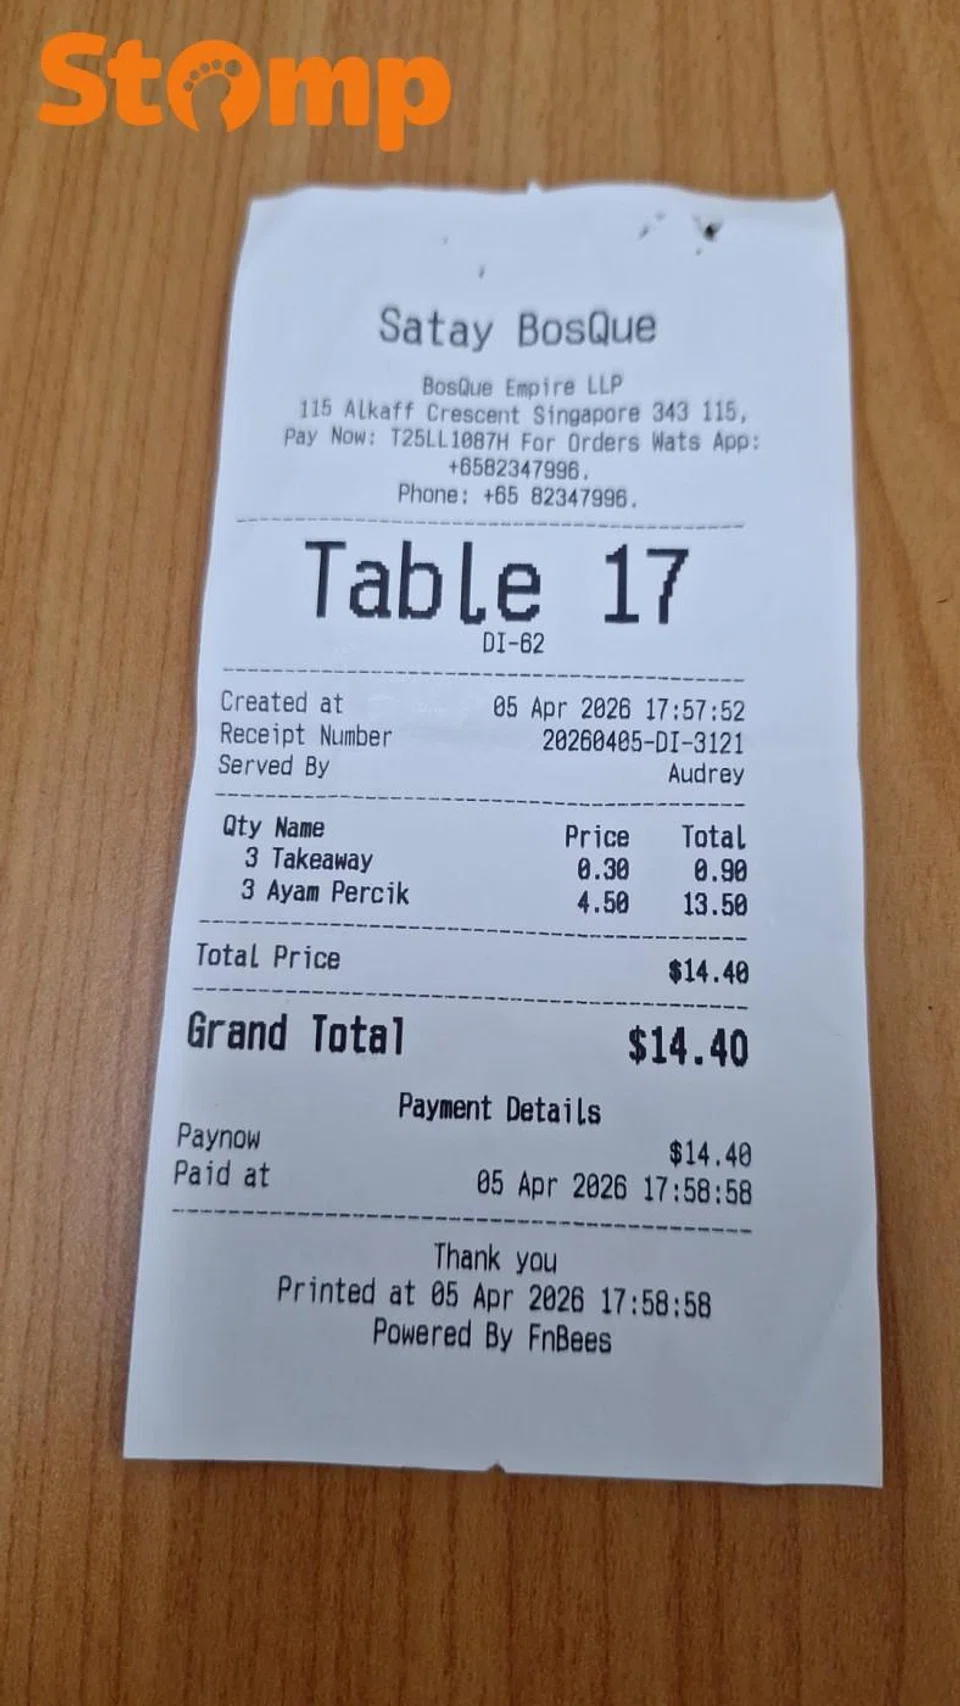 Stomp
Satay BosQue
BosQue Empire LLP
115 Alkaff Crescent Singapore 343 115,
Pay Now: T25LL1087H For Orders Wats App:
+6582347996.
Phone: +65 82347996.
Table 17
DI-62
Created at 05 Apr 2026 17:57:52
Receipt Number 20260405-DI-3121
Served By Audrey
Qty Name Price Total
3 Takeaway 0.30 0.90
3 Ayam Percik 4.50 13.50
Total Price $14.40
Grand Total $14.40
Payment Details
Paynow $14.40
Paid at 05 Apr 2026 17:58:58
Thank you
Printed at 05 Apr 2026 17:58:58
Powered By FnBees